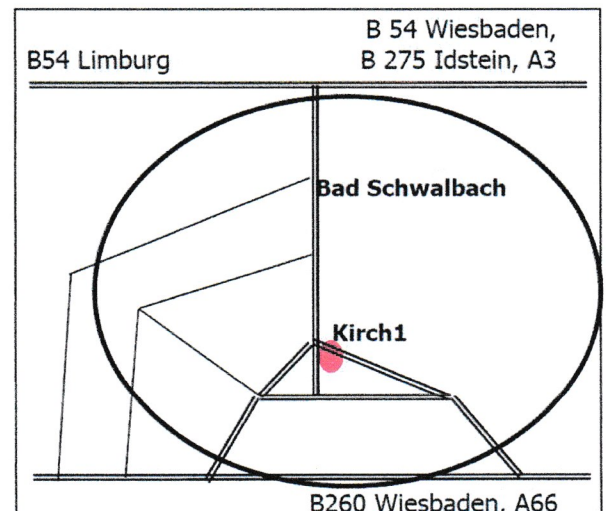 B 54 Wiesbaden,
B54 Limburg B 275 Idstein, A3
Bad Schwalbach
Kirch1
B260 Wiesbaden, A66